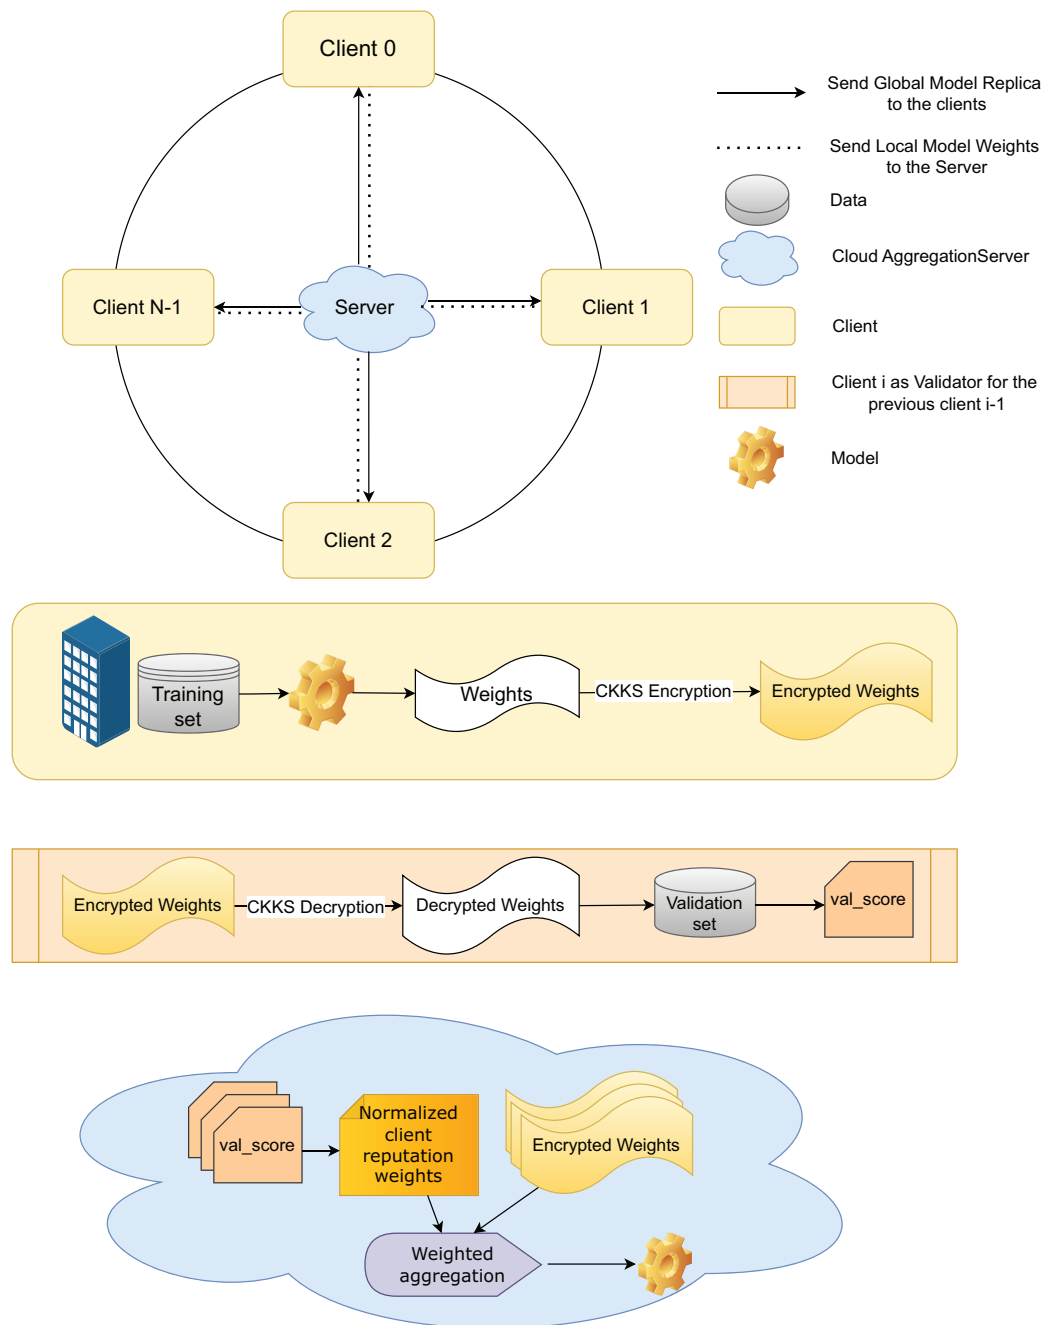 Client 0
Client N-1
Server
Client 1
Client 2
Send Global Model Replica
to the clients
Send Local Model Weights
to the Server
Data
Cloud AggregationServer
Client
Client i as Validator for the
previous client i-1
Model
Training
set
Weights
CKKS Encryption
Encrypted Weights
Encrypted Weights
CKKS Decryption
Decrypted Weights
Validation
set
val_score
val_score
Normalized
client
reputation
weights
Encrypted Weights
Weighted
aggregation